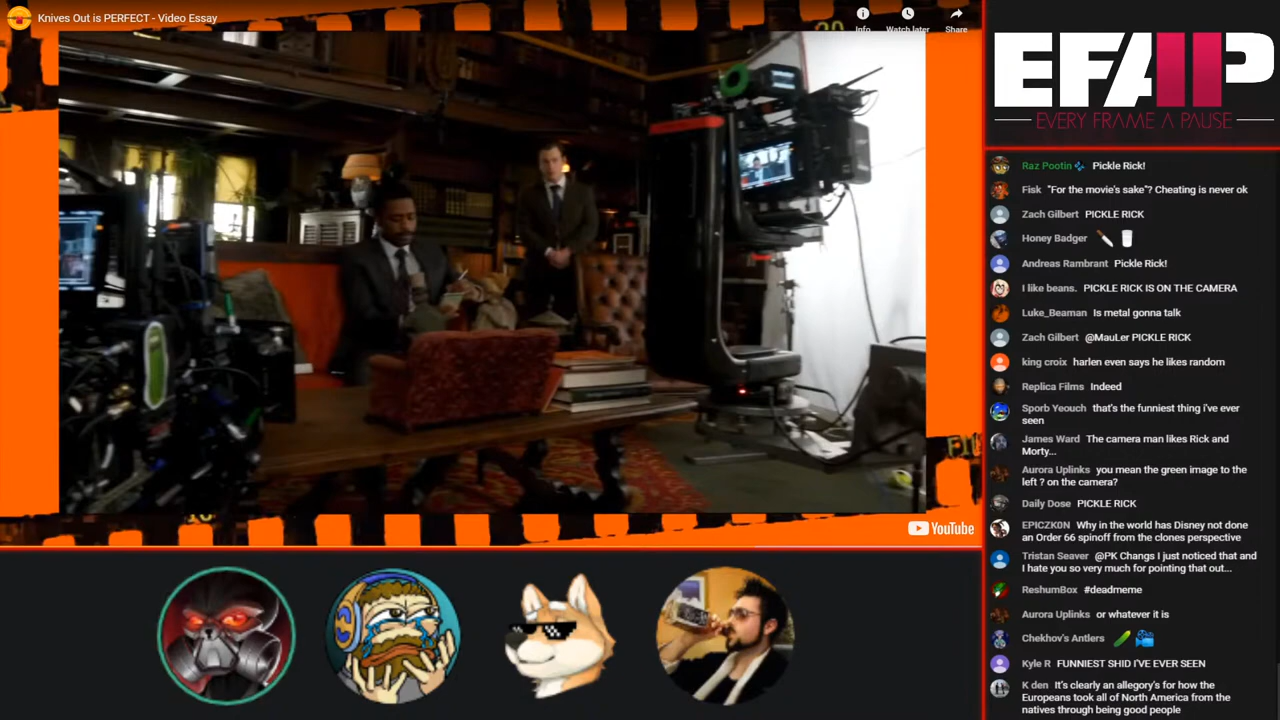 Knives Out is PERFECT - Video Essay
Info
Watch later
Share
YouTube
EFAP
EVERY FRAME A PAUSE
Raz Pootin Pickle Rick!
Fisk "For the movie's sake"? Cheating is never ok
Zach Gilbert PICKLE RICK
Honey Badger
Andreas Rambrant Pickle Rick!
I like beans. PICKLE RICK IS ON THE CAMERA
Luke_Beaman Is metal gonna talk
Zach Gilbert @MauLer PICKLE RICK
king croix harlen even says he likes random
Replica Films Indeed
Sporb Yeouch that's the funniest thing i've ever
seen
James Ward The camera man likes Rick and
Morty...
Aurora Uplinks you mean the green image to the
left ? on the camera?
Daily Dose PICKLE RICK
EPICZK0N Why in the world has Disney not done
an Order 66 spinoff from the clones perspective
Tristan Seaver @PK Changs I just noticed that and
I hate you so very much for pointing that out...
ReshumBox #deadmeme
Aurora Uplinks or whatever it is
Chekhov's Antlers
Kyle R FUNNIEST SHID I'VE EVER SEEN
K den It's clearly an allegory's for how the
Europeans took all of North America from the
natives through being good people